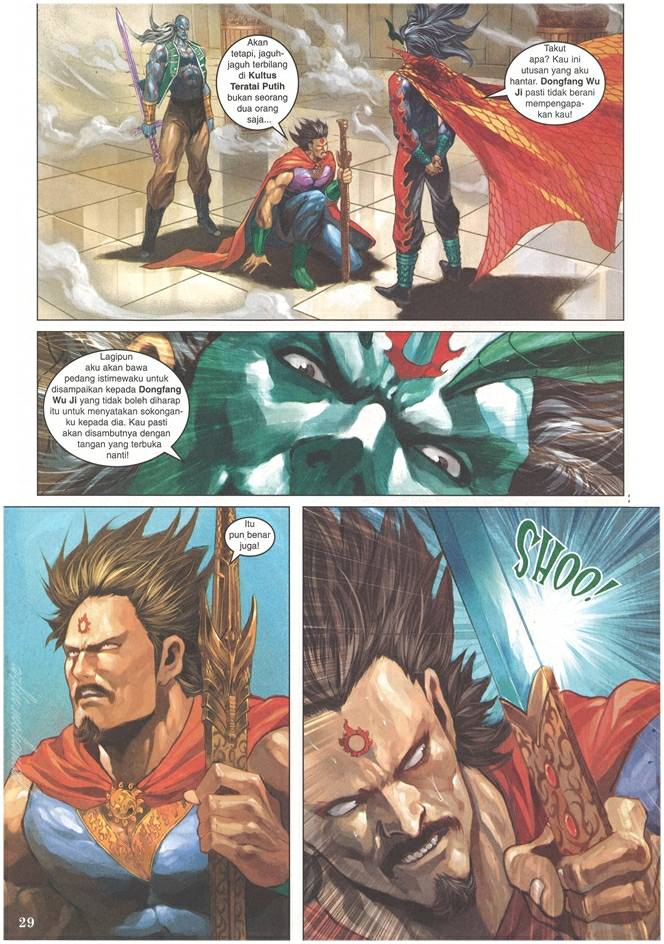 Akan
tetapi, jaguh-
jaguh terbilang
di Kultus
Teratai Putih
bukan seorang
dua orang
saja...
Takut
apa? Kau ini
utusan yang aku
hantar. Dongfang Wu
Ji pasti tidak berani
mempengapa-
kan kau!
Lagipun
aku akan bawa
pedang istimewaku untuk
disampaikan kepada Dongfang
Wu Ji yang tidak boleh diharap
itu untuk menyatakan sokongan-
ku kepada dia. Kau pasti
akan disambutnya dengan
tangan yang terbuka
nanti!
Itu
pun benar
juga!
SHOO!
29